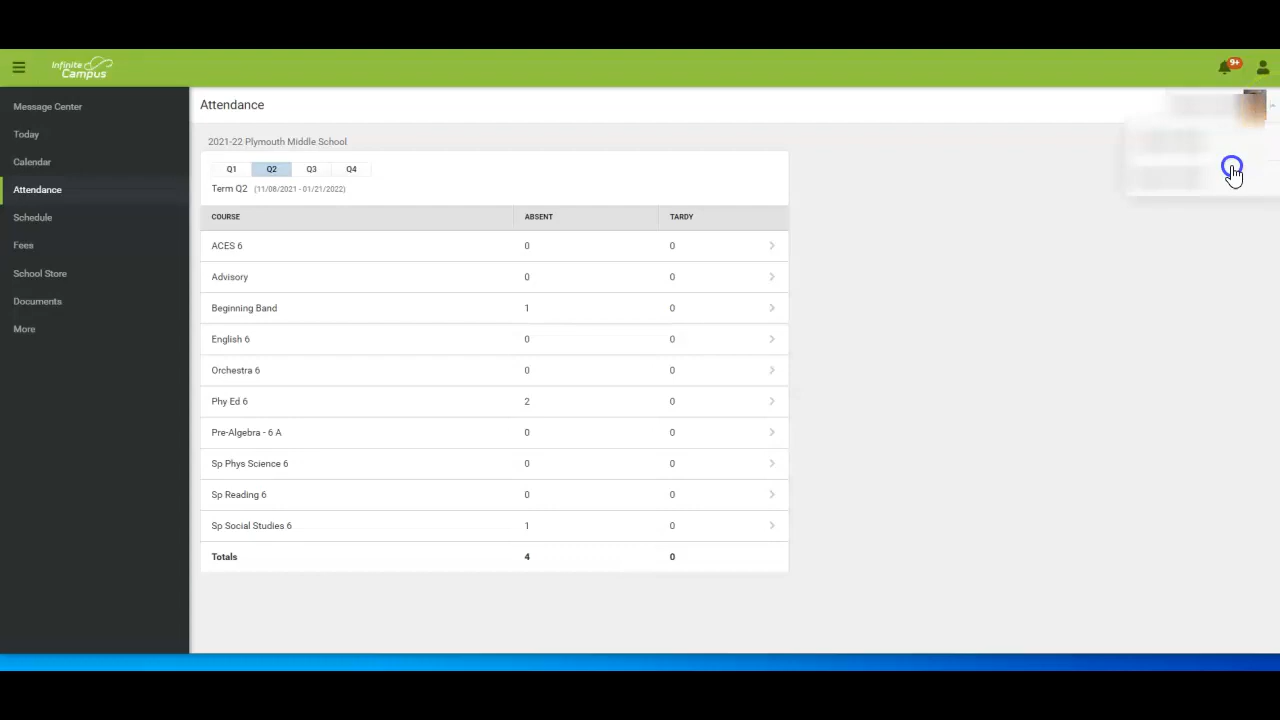 Infinite Campus
9+
Message Center
Today
Calendar
Attendance
Schedule
Fees
School Store
Documents
More
Attendance
2021-22 Plymouth Middle School
Q1 Q2 Q3 Q4
Term Q2 (11/08/2021 - 01/21/2022)
COURSE ABSENT TARDY
ACES 6 0 0
Advisory 0 0
Beginning Band 1 0
English 6 0 0
Orchestra 6 0 0
Phy Ed 6 2 0
Pre-Algebra - 6 A 0 0
Sp Phys Science 6 0 0
Sp Reading 6 0 0
Sp Social Studies 6 1 0
Totals 4 0